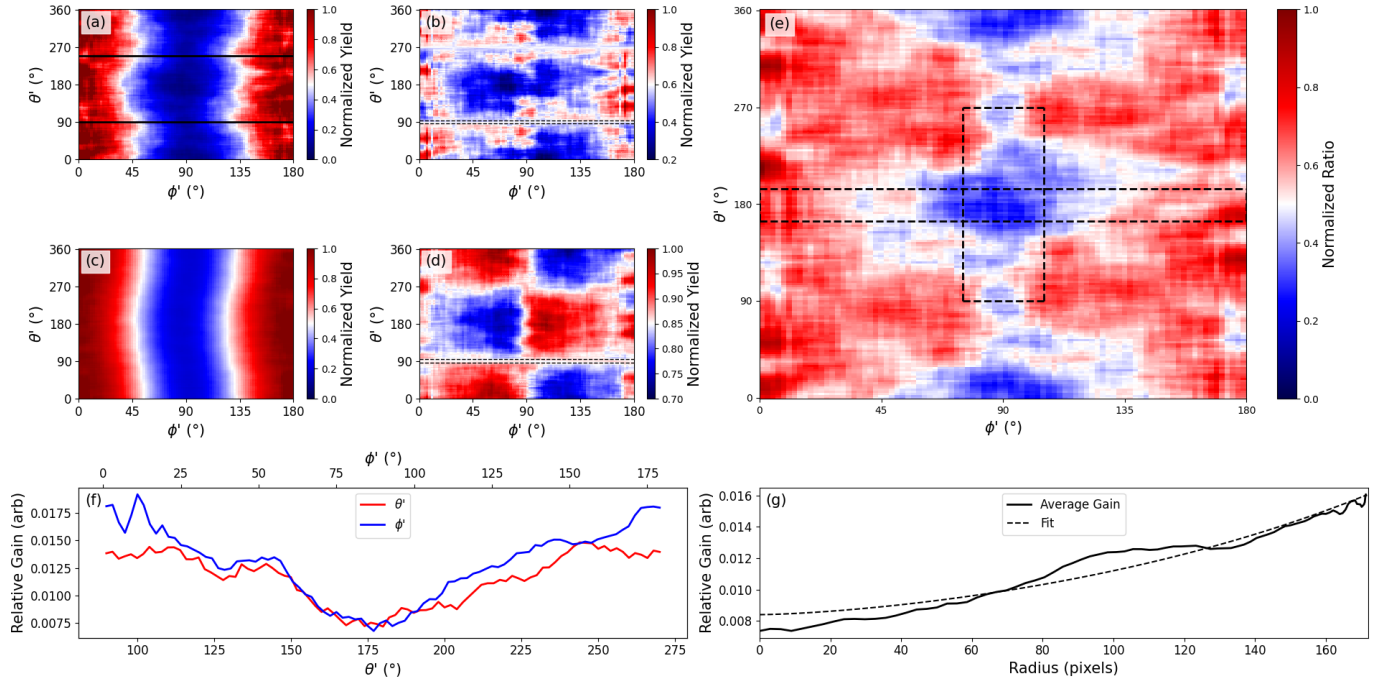 (a)
360
270
180
90
0
θ' (°)
0 45 90 135 180
ϕ' (°)
1.0
0.8
0.6
0.4
0.2
0.0
Normalized Yield
(b)
360
270
180
90
0
θ' (°)
0 45 90 135 180
ϕ' (°)
1.0
0.8
0.6
0.4
0.2
Normalized Yield
(c)
360
270
180
90
0
θ' (°)
0 45 90 135 180
ϕ' (°)
1.0
0.8
0.6
0.4
0.2
0.0
Normalized Yield
(d)
360
270
180
90
0
θ' (°)
0 45 90 135 180
ϕ' (°)
1.00
0.95
0.90
0.85
0.80
0.75
0.70
Normalized Yield
(e)
360
270
180
90
0
θ' (°)
0 45 90 135 180
ϕ' (°)
1.0
0.8
0.6
0.4
0.2
0.0
Normalized Ratio
ϕ' (°)
0 25 50 75 100 125 150 175
(f)
θ'
ϕ'
0.0175
0.0150
0.0125
0.0100
0.0075
Relative Gain (arb)
100 125 150 175 200 225 250 275
θ' (°)
(g)
Average Gain
Fit
0.016
0.014
0.012
0.010
0.008
Relative Gain (arb)
0 20 40 60 80 100 120 140 160
Radius (pixels)